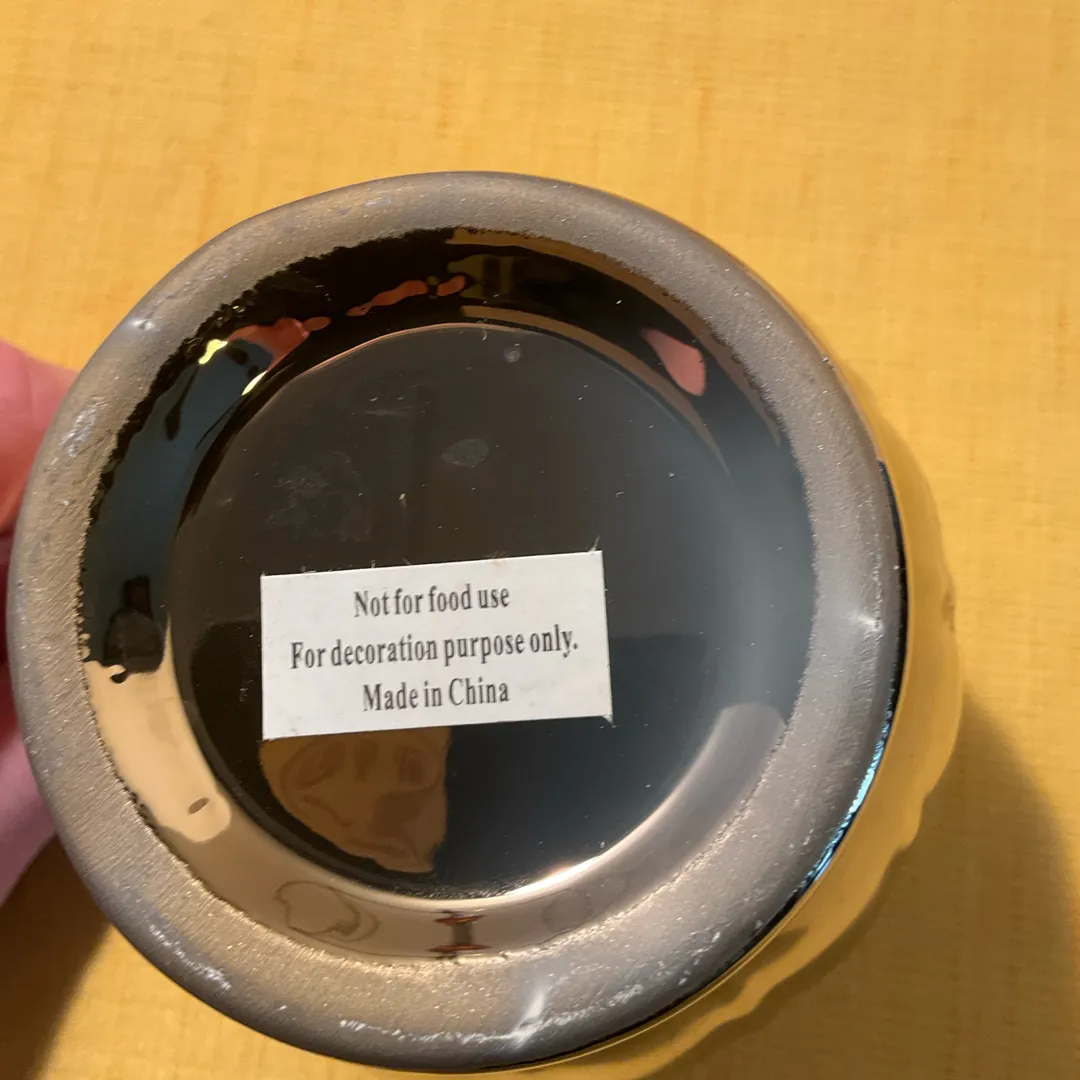 Not for food use
For decoration purpose only.
Made in China